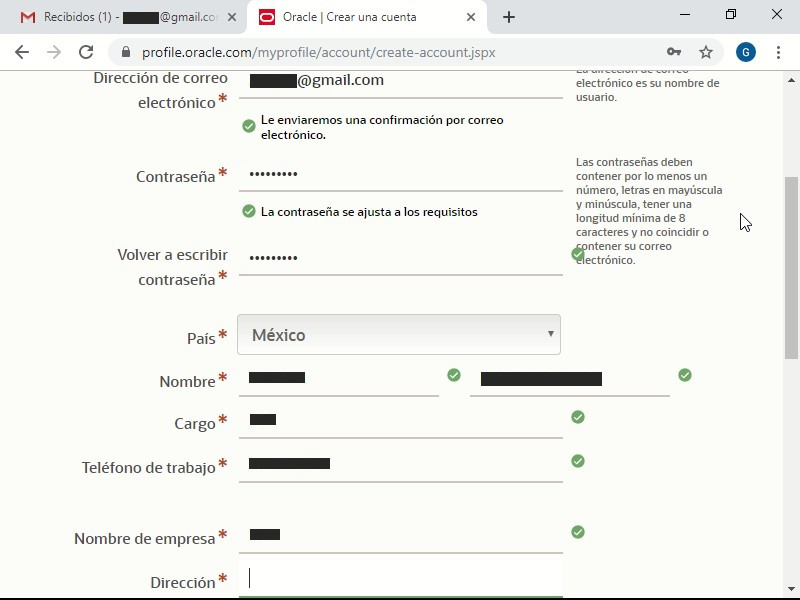 Recibidos (1) - @gmail.co
Oracle | Crear una cuenta
profile.oracle.com/myprofile/account/create-account.jspx
G
Dirección de correo
electrónico*
@gmail.com
La dirección de correo
electrónico es su nombre de
usuario.
Le enviaremos una confirmación por correo
electrónico.
Contraseña*
•••••••••
Las contraseñas deben
contener por lo menos un
número, letras en mayúscula
y minúscula, tener una
longitud mínima de 8
caracteres y no coincidir o
contener su correo
electrónico.
La contraseña se ajusta a los requisitos
Volver a escribir
contraseña*
•••••••••
País*
México
Nombre*
Cargo*
Teléfono de trabajo*
Nombre de empresa*
Dirección*